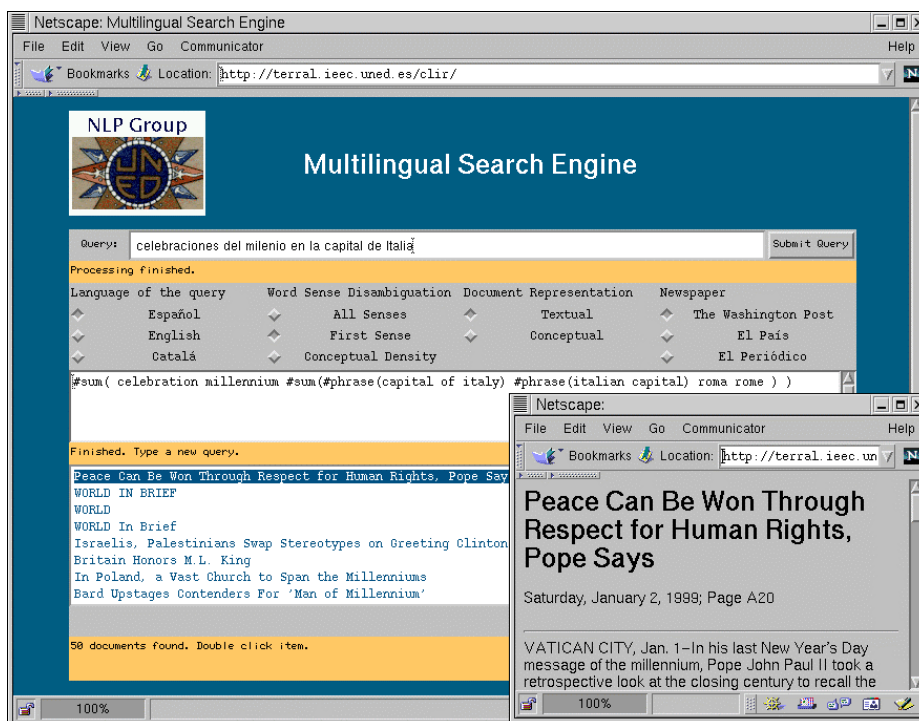 Netscape: Multilingual Search Engine
File Edit View Go Communicator Help
Bookmarks Location: http://terral.ieec.uned.es/clir/ N
NLP Group
UNED
Multilingual Search Engine
Query: celebraciones del milenio en la capital de Italia Submit Query
Processing finished.
Language of the query Word Sense Disambiguation Document Representation Newspaper
Español All Senses Textual The Washington Post
English First Sense Conceptual El País
Catalá Conceptual Density El Periódico
#sum( celebration millennium #sum(#phrase(capital of italy) #phrase(italian capital) roma rome ) )
Finished. Type a new query.
Peace Can Be Won Through Respect for Human Rights, Pope Say
WORLD IN BRIEF
WORLD
WORLD In Brief
Israelis, Palestinians Swap Stereotypes on Greeting Clinton
Britain Honors M.L. King
In Poland, a Vast Church to Span the Millenniums
Bard Upstages Contenders For 'Man of Millennium'
50 documents found. Double click item.
100%
Netscape:
File Edit View Go Communicator Help
Bookmarks Location: http://terral.ieec.un N
Peace Can Be Won Through
Respect for Human Rights,
Pope Says
Saturday, January 2, 1999; Page A20
VATICAN CITY, Jan. 1–In his last New Year's Day
message of the millennium, Pope John Paul II took a
retrospective look at the closing century to recall the
100%